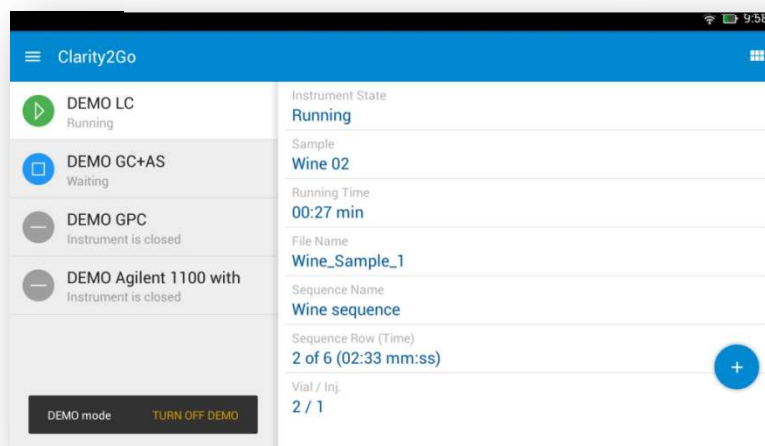 9:58
Clarity2Go
DEMO LC
Running
DEMO GC+AS
Waiting
DEMO GPC
Instrument is closed
DEMO Agilent 1100 with
Instrument is closed
DEMO mode
TURN OFF DEMO
Instrument State
Running
Sample
Wine 02
Running Time
00:27 min
File Name
Wine_Sample_1
Sequence Name
Wine sequence
Sequence Row (Time)
2 of 6 (02:33 mm:ss)
Vial / Inj.
2 / 1